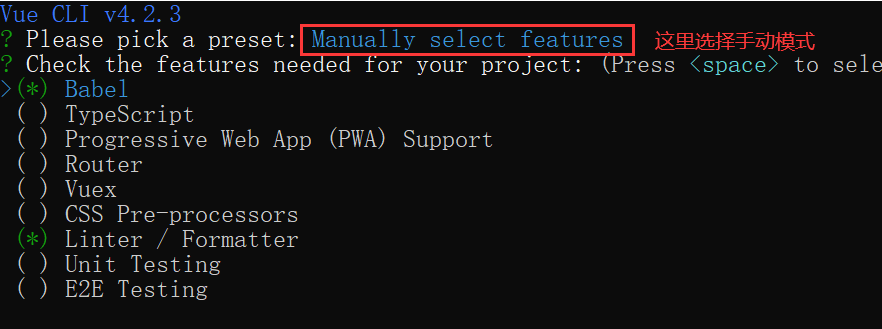 Vue CLI v4.2.3
? Please pick a preset: Manually select features 这里选择手动模式
? Check the features needed for your project: (Press <space> to sele
>(*) Babel
( ) TypeScript
( ) Progressive Web App (PWA) Support
( ) Router
( ) Vuex
( ) CSS Pre-processors
(*) Linter / Formatter
( ) Unit Testing
( ) E2E Testing